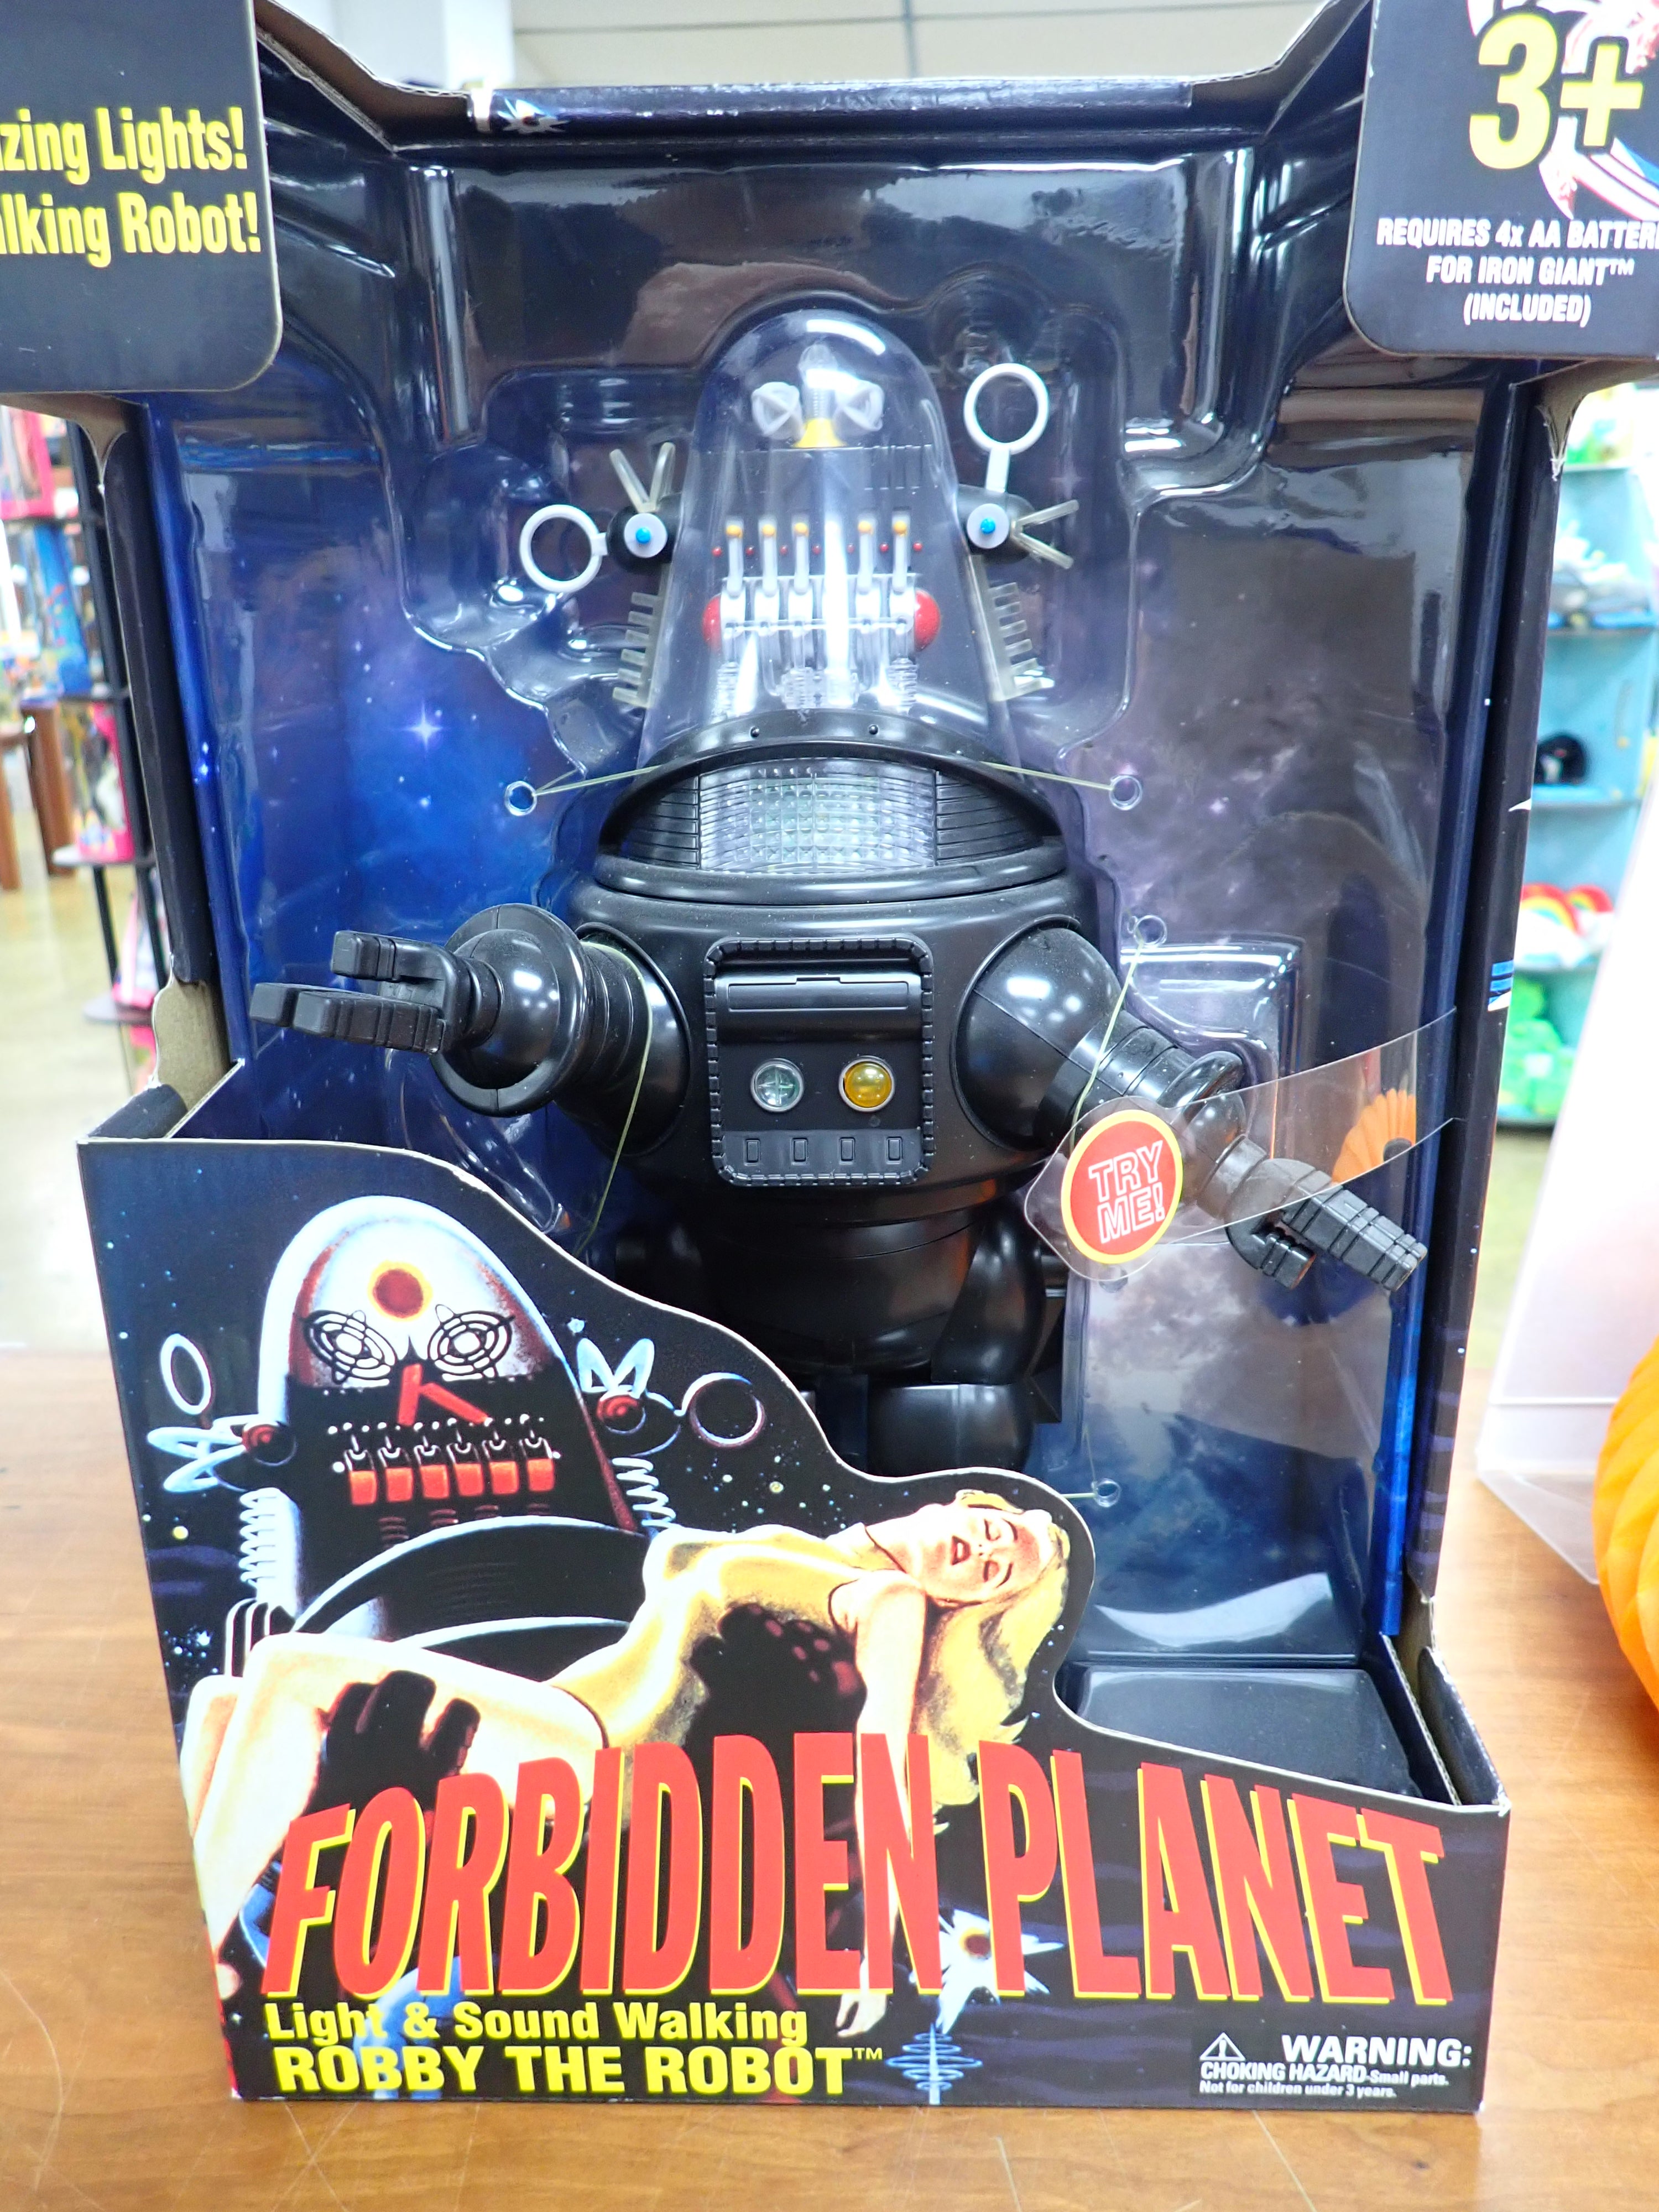 zing Lights!
lking Robot!
3+
REQUIRES 4x AA BATTERI
FOR IRON GIANT™
(INCLUDED)
TRY
ME!
FORBIDDEN PLANET
Light & Sound Walking
ROBBY THE ROBOT™
WARNING:
CHOKING HAZARD-Small parts.
Not for children under 3 years.